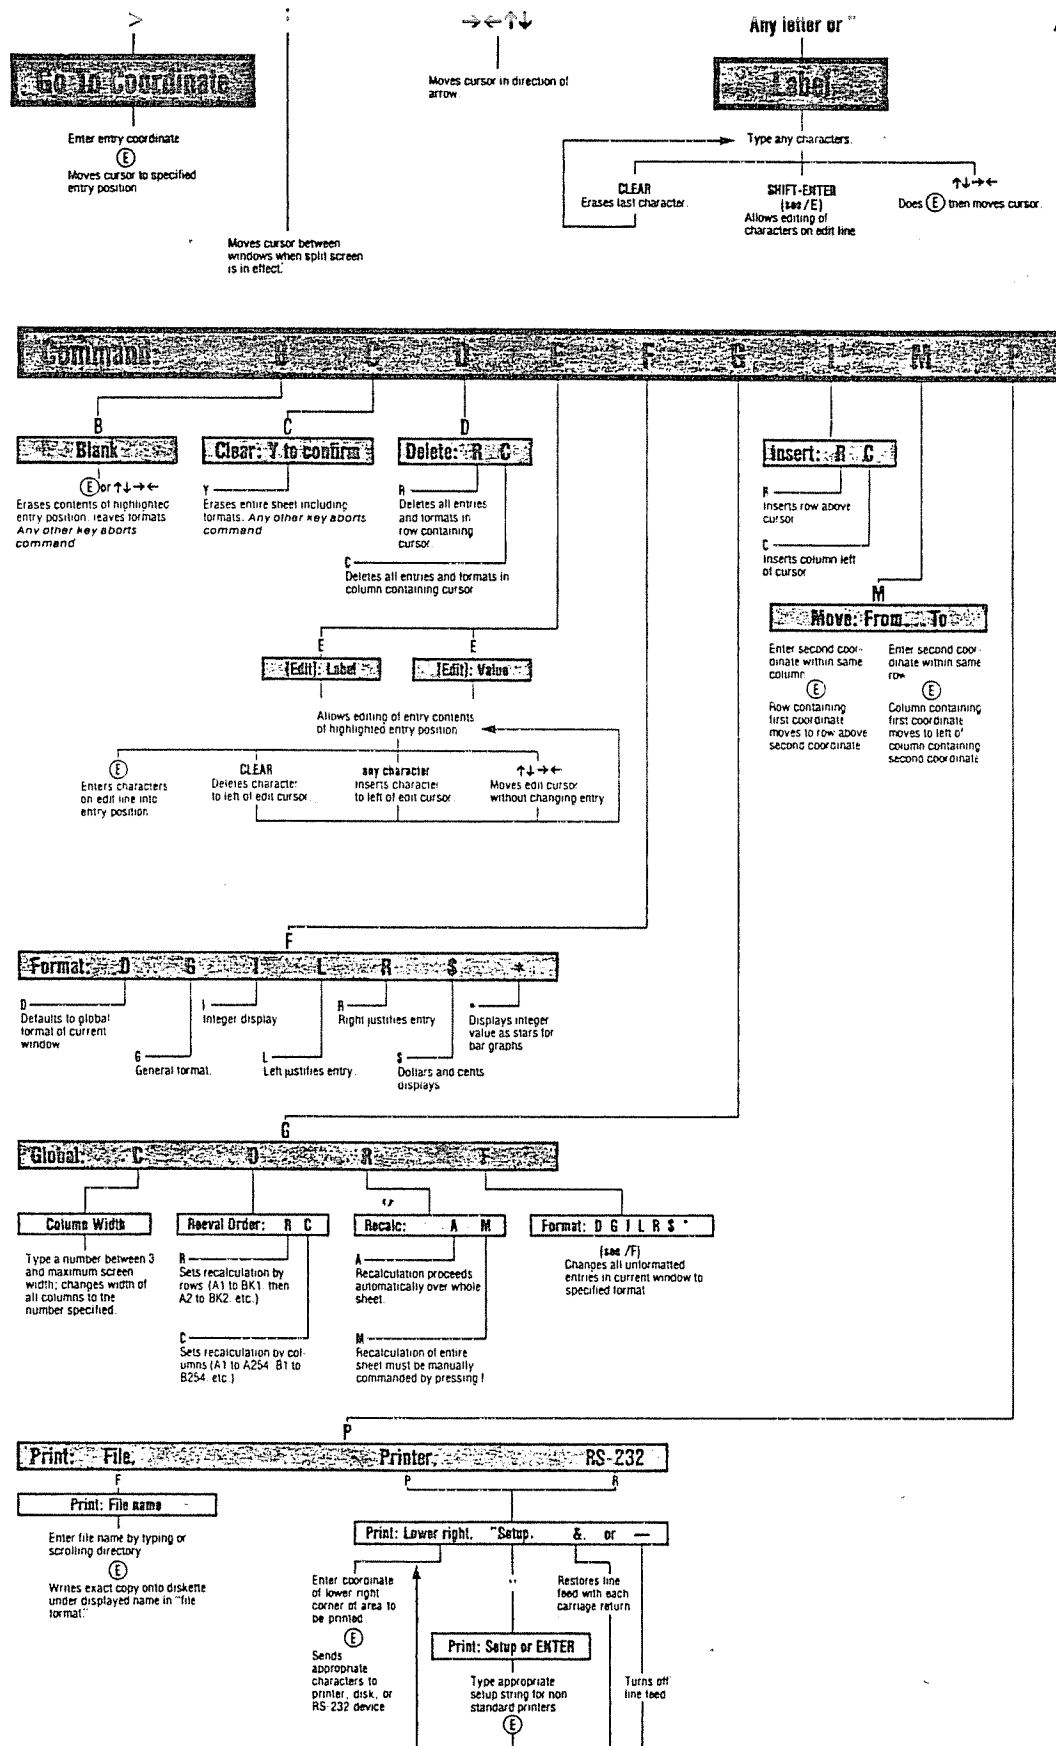 >
;
→←↑↓
Any letter or "
Go To Coordinate
Label
Moves cursor in direction of
arrow.
Enter entry coordinate
Ⓔ
Moves cursor to specified
entry position
Type any characters.
CLEAR
Erases last character.
SHIFT-ENTER
(see /E)
Allows editing of
characters on edit line
↑↓→←
Does Ⓔ then moves cursor.
Moves cursor between
windows when split screen
is in effect.
Command: B C D E F G I M P
B
Blank
Ⓔ or ↑↓→←
Erases contents of highlighted
entry position. leaves formats
Any other key aborts
command
C
Clear: Y to confirm
Y
Erases entire sheet including
formats. Any other key aborts
command
D
Delete: R C
R
Deletes all entries
and formats in
row containing
cursor.
C
Deletes all entries and formats in
column containing cursor
Insert: R C
R
Inserts row above
cursor
C
Inserts column left
of cursor
M
Move: From... To
Enter second coor-
dinate within same
column
Ⓔ
Row containing
first coordinate
moves to row above
second coordinate
Enter second coor-
dinate within same
row
Ⓔ
Column containing
first coordinate
moves to left of
column containing
second coordinate
E
[Edit]: Label
E
[Edit]: Value
Allows editing of entry contents
of highlighted entry position
Ⓔ
Enters characters
on edit line into
entry position
CLEAR
Deletes character
to left of edit cursor.
any character
Inserts character
to left of edit cursor.
↑↓→←
Moves edit cursor
without changing entry
F
Format: D G I L R $ *
D
Defaults to global
format of current
window
G
General format.
I
Integer display
L
Left justifies entry.
R
Right justifies entry
$
Dollars and cents
displays
*
Displays integer
value as stars for
bar graphs
G
Global: C O R F
Column Width
Type a number between 3
and maximum screen
width; changes width of
all columns to the
number specified.
Reeval Order: R C
R
Sets recalculation by
rows (A1 to BK1. then
A2 to BK2. etc.)
C
Sets recalculation by col-
umns (A1 to A254. B1 to
B254. etc.)
Recalc: A M
A
Recalculation proceeds
automatically over whole
sheet.
M
Recalculation of entire
sheet must be manually
commanded by pressing !
Format: D G I L R $ *
(see /F)
Changes all unformatted
entries in current window to
specified format
P
Print: File, Printer, RS-232
F
Print: File name
Enter file name by typing or
scrolling directory
Ⓔ
Writes exact copy onto diskette
under displayed name in "file
format."
P
R
Print: Lower right, "Setup, &, or —
Enter coordinate
of lower right
corner of area to
be printed
Ⓔ
Sends
appropriate
characters to
printer, disk, or
RS-232 device
"
Print: Setup or ENTER
Type appropriate
setup string for non
standard printers
Ⓔ
Restores line
feed with each
carriage return
Turns off
line feed